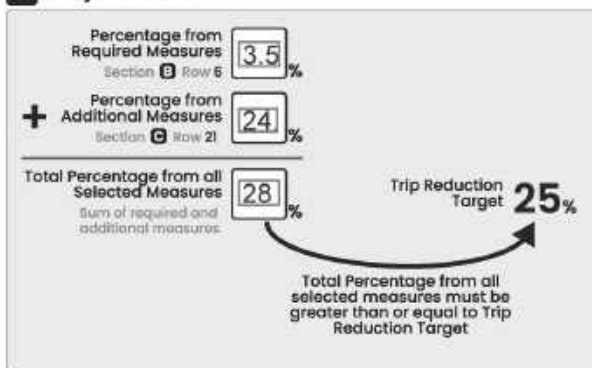 Percentage from
Required Measures
Section B Row 6
3.5 %
+ Percentage from
Additional Measures
Section C Row 21
24 %
Total Percentage from all
Selected Measures
Sum of required and
additional measures
28 %
Trip Reduction
Target 25%
Total Percentage from all
selected measures must be
greater than or equal to Trip
Reduction Target